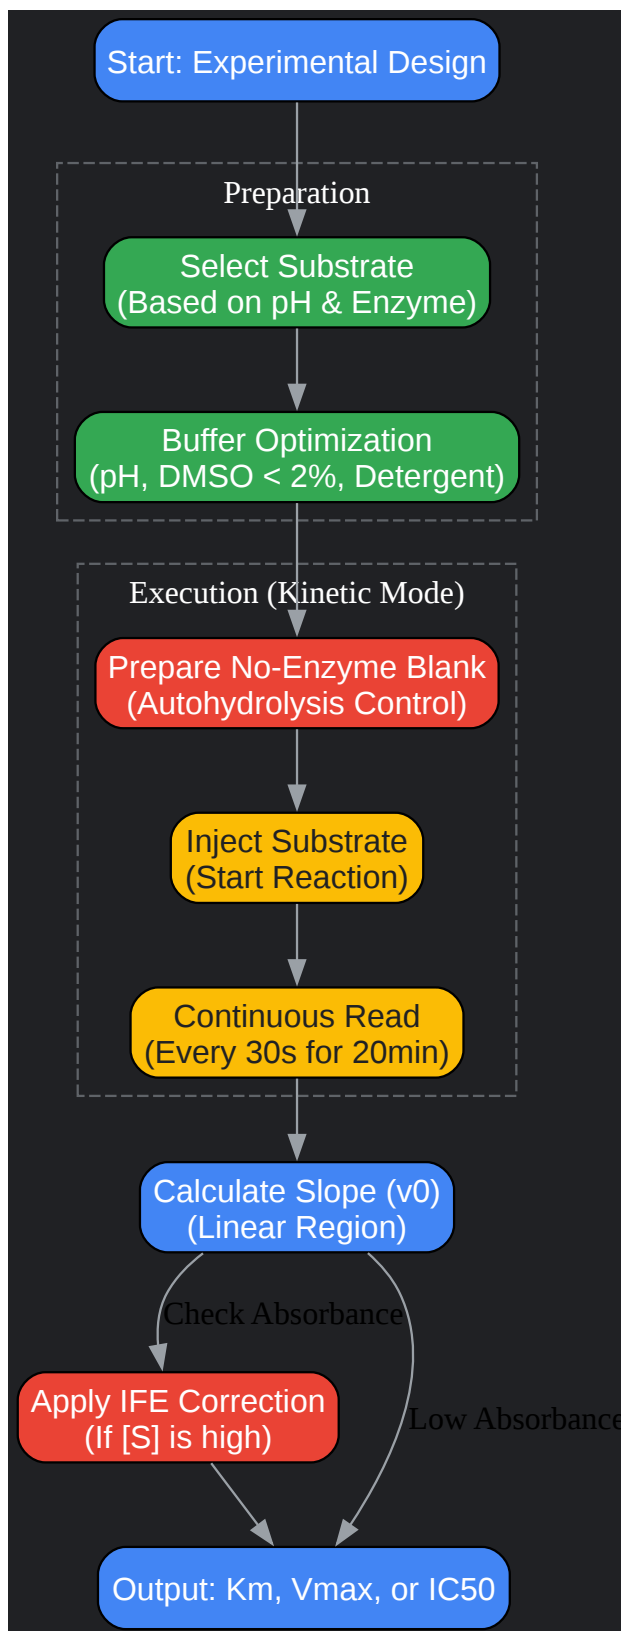 Start: Experimental Design
Preparation
Select Substrate
(Based on pH & Enzyme)
Buffer Optimization
(pH, DMSO < 2%, Detergent)
Execution (Kinetic Mode)
Prepare No-Enzyme Blank
(Autohydrolysis Control)
Inject Substrate
(Start Reaction)
Continuous Read
(Every 30s for 20min)
Calculate Slope (v0)
(Linear Region)
Check Absorbance
Apply IFE Correction
(If [S] is high)
Low Absorbance
Output: Km, Vmax, or IC50